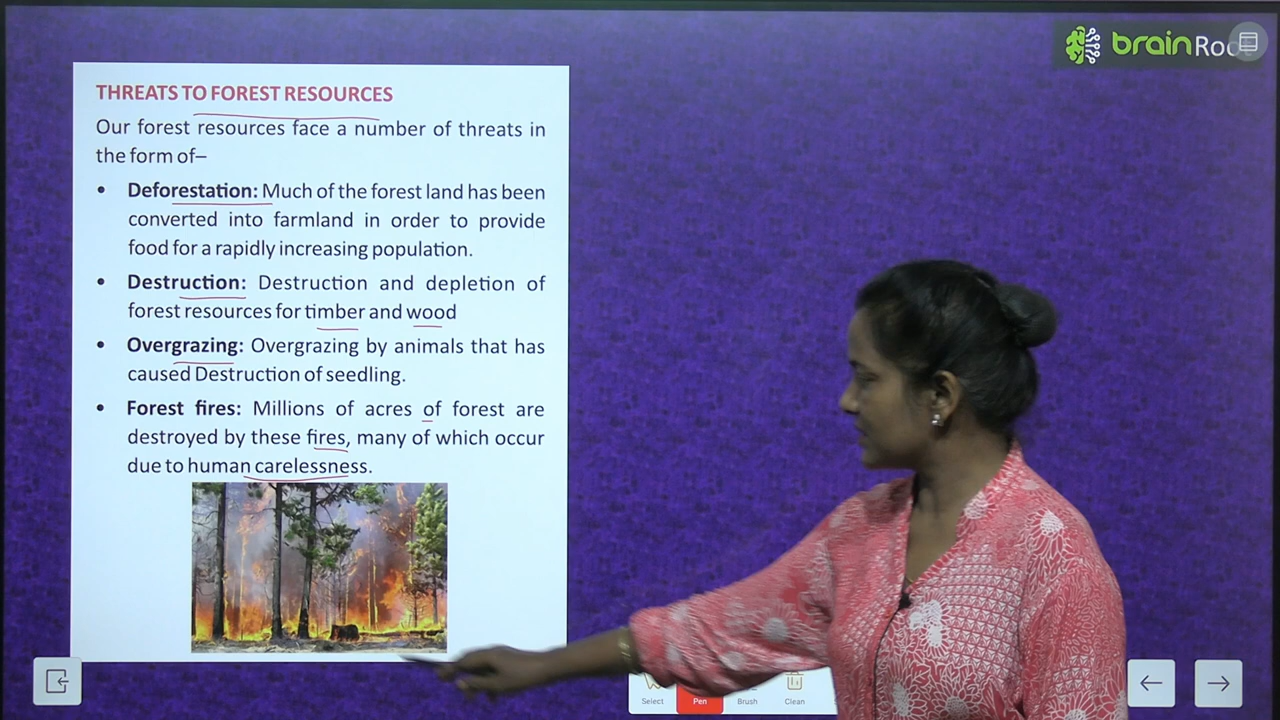 brainRoo
THREATS TO FOREST RESOURCES
Our forest resources face a number of threats in
the form of–
• Deforestation: Much of the forest land has been
converted into farmland in order to provide
food for a rapidly increasing population.
• Destruction: Destruction and depletion of
forest resources for timber and wood
• Overgrazing: Overgrazing by animals that has
caused Destruction of seedling.
• Forest fires: Millions of acres of forest are
destroyed by these fires, many of which occur
due to human carelessness.
Select Pen Brush Clean